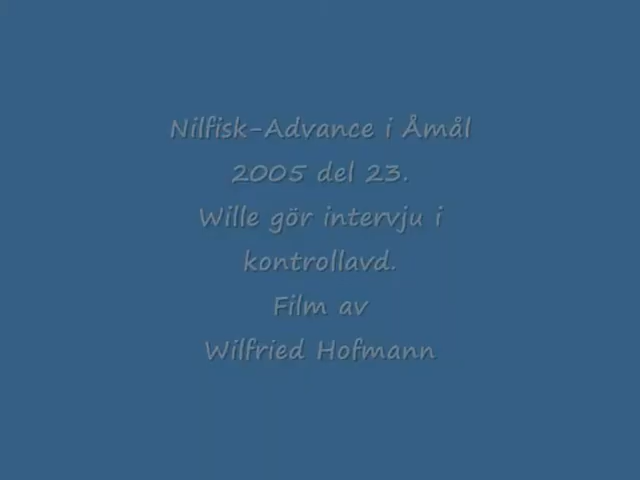 Nilfisk-Advance i Åmål
2005 del 23.
Wille gör intervju i
kontrollavd.
Film av
Wilfried Hofmann